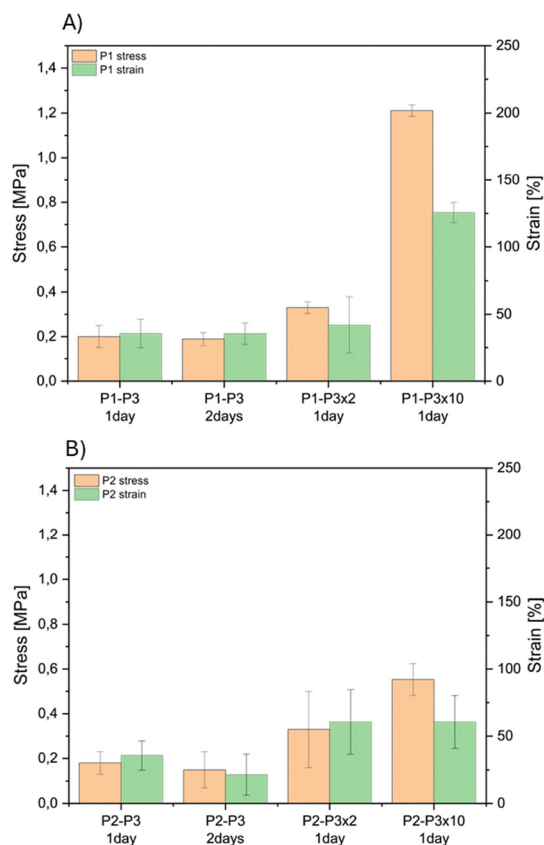 A)
P1 stress
P1 strain
1,4
1,2
1,0
0,8
0,6
0,4
0,2
0,0
Stress [MPa]
250
200
150
100
50
0
Strain [%]
P1-P3 P1-P3 P1-P3x2 P1-P3x10
1day 2days 1day 1day
B)
P2 stress
P2 strain
1,4
1,2
1,0
0,8
0,6
0,4
0,2
0,0
Stress [MPa]
250
200
150
100
50
0
Strain [%]
P2-P3 P2-P3 P2-P3x2 P2-P3x10
1day 2days 1day 1day